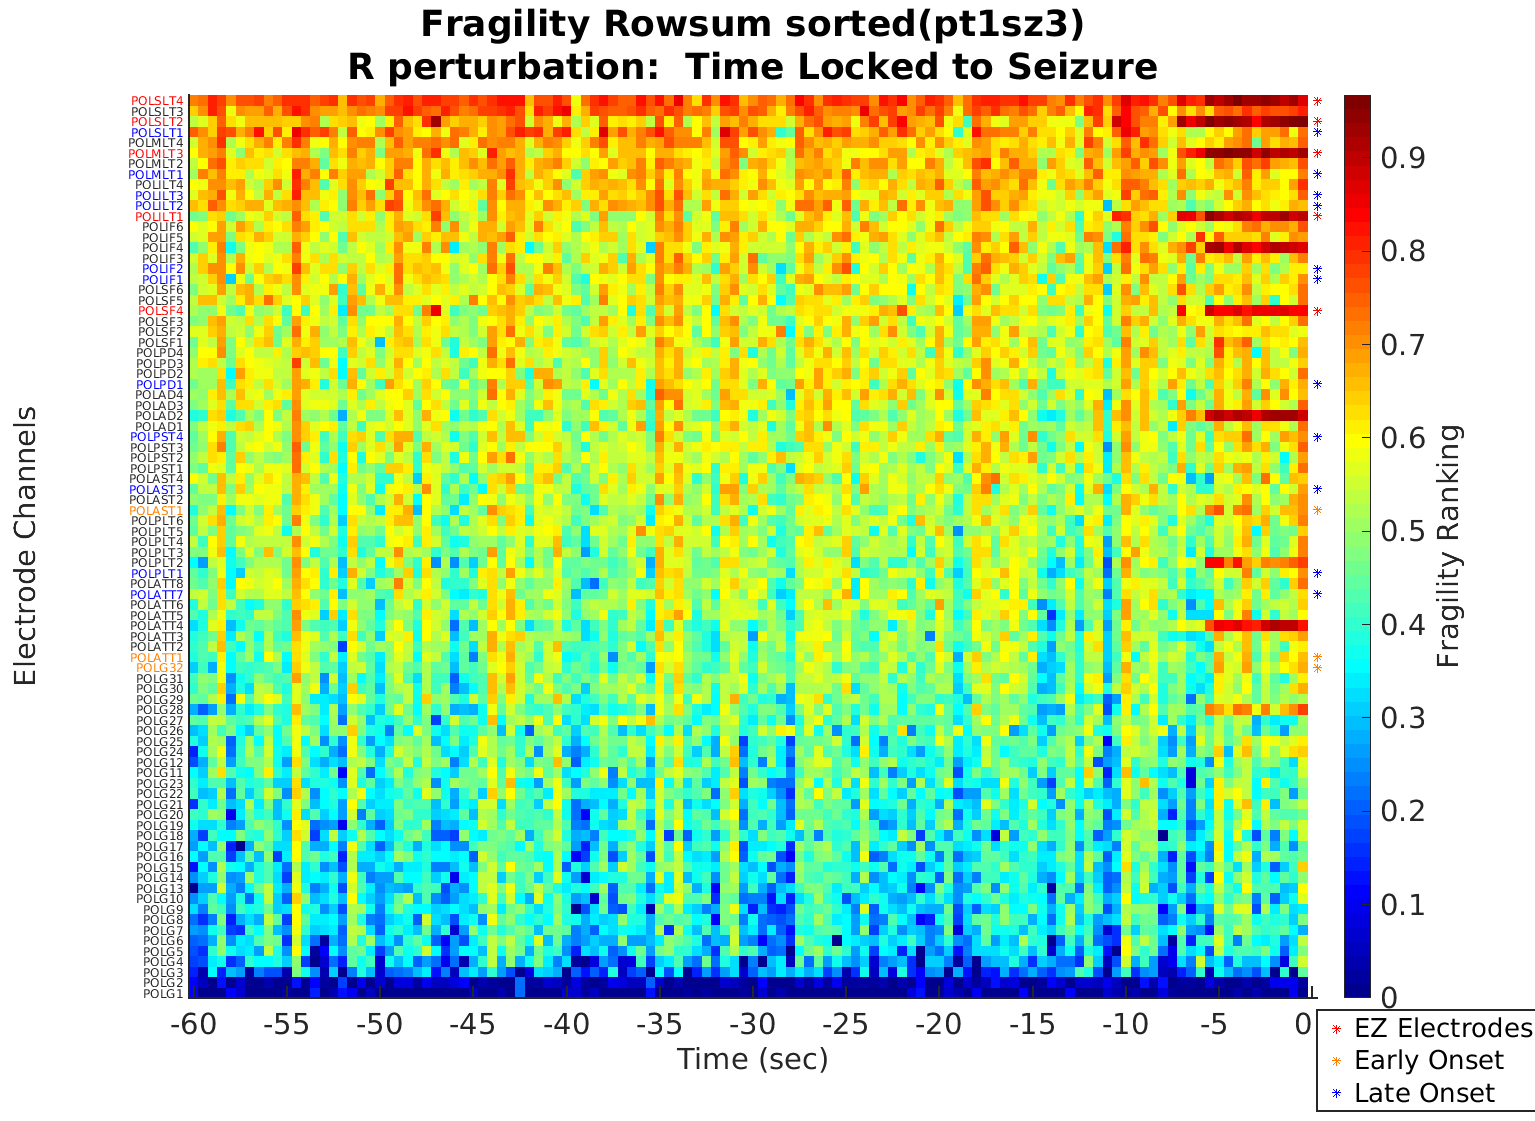 Fragility Rowsum sorted(pt1sz3)
R perturbation:  Time Locked to Seizure
Electrode Channels
POLSLT4
POLSLT3
POLSLT2
POLSLT1
POLMLT4
POLMLT3
POLMLT2
POLMLT1
POLILT4
POLILT3
POLILT2
POLILT1
POLIF6
POLIF5
POLIF4
POLIF3
POLIF2
POLIF1
POLSF6
POLSF5
POLSF4
POLSF3
POLSF2
POLSF1
POLPD4
POLPD3
POLPD2
POLPD1
POLAD4
POLAD3
POLAD2
POLAD1
POLPST4
POLPST3
POLPST2
POLPST1
POLAST4
POLAST3
POLAST2
POLAST1
POLPLT6
POLPLT5
POLPLT4
POLPLT3
POLPLT2
POLPLT1
POLATT8
POLATT7
POLATT6
POLATT5
POLATT4
POLATT3
POLATT2
POLATT1
POLG32
POLG31
POLG30
POLG29
POLG28
POLG27
POLG26
POLG25
POLG24
POLG12
POLG11
POLG23
POLG22
POLG21
POLG20
POLG19
POLG18
POLG17
POLG16
POLG15
POLG14
POLG13
POLG10
POLG9
POLG8
POLG7
POLG6
POLG5
POLG4
POLG3
POLG2
POLG1
-60 -55 -50 -45 -40 -35 -30 -25 -20 -15 -10 -5 0
Time (sec)
0.9
0.8
0.7
0.6
0.5
0.4
0.3
0.2
0.1
0
Fragility Ranking
EZ Electrodes
Early Onset
Late Onset